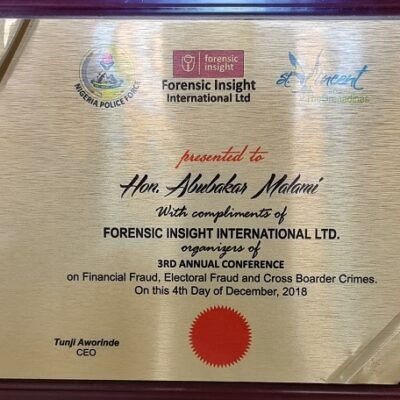 NIGERIA POLICE FORCE
forensic
insight
Forensic Insight
International Ltd
St Vincent
presented to
Hon. Abubakar Malami
With compliments of
FORENSIC INSIGHT INTERNATIONAL LTD.
organizers of
3RD ANNUAL CONFERENCE
on Financial Fraud, Electoral Fraud and Cross Boarder Crimes.
On this 4th Day of December, 2018
Tunji Aworinde
CEO